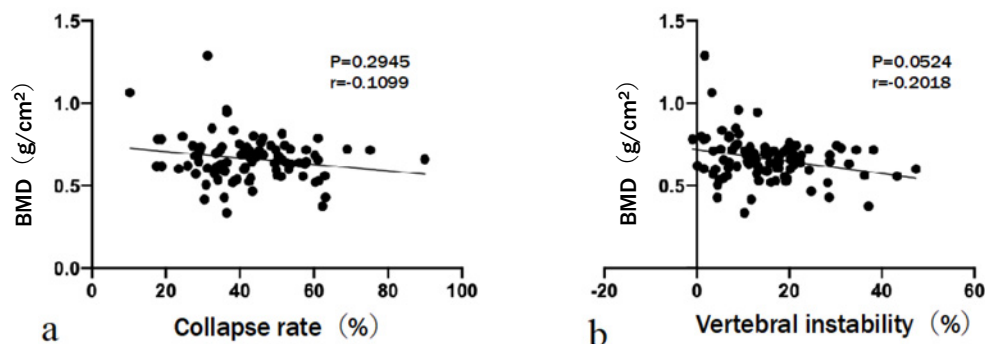 1.5
1.0
0.5
0.0
BMD（g/cm²）
P=0.2945
r=-0.1099
0
20
40
60
80
100
Collapse rate（%）
a
1.5
1.0
0.5
0.0
BMD（g/cm²）
P=0.0524
r=-0.2018
-20
0
20
40
60
Vertebral instability（%）
b